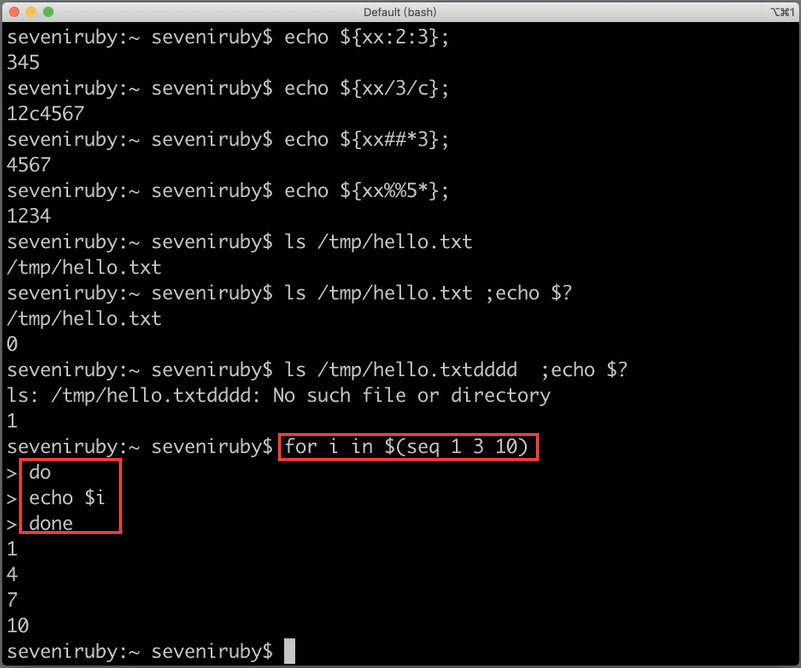 Default (bash)
⌥⌘1
seveniruby:~ seveniruby$ echo ${xx:2:3};
345
seveniruby:~ seveniruby$ echo ${xx/3/c};
12c4567
seveniruby:~ seveniruby$ echo ${xx##*3};
4567
seveniruby:~ seveniruby$ echo ${xx%%5*};
1234
seveniruby:~ seveniruby$ ls /tmp/hello.txt
/tmp/hello.txt
seveniruby:~ seveniruby$ ls /tmp/hello.txt ;echo $?
/tmp/hello.txt
0
seveniruby:~ seveniruby$ ls /tmp/hello.txtdddd  ;echo $?
ls: /tmp/hello.txtdddd: No such file or directory
1
seveniruby:~ seveniruby$ for i in $(seq 1 3 10)
> do
> echo $i
> done
1
4
7
10
seveniruby:~ seveniruby$